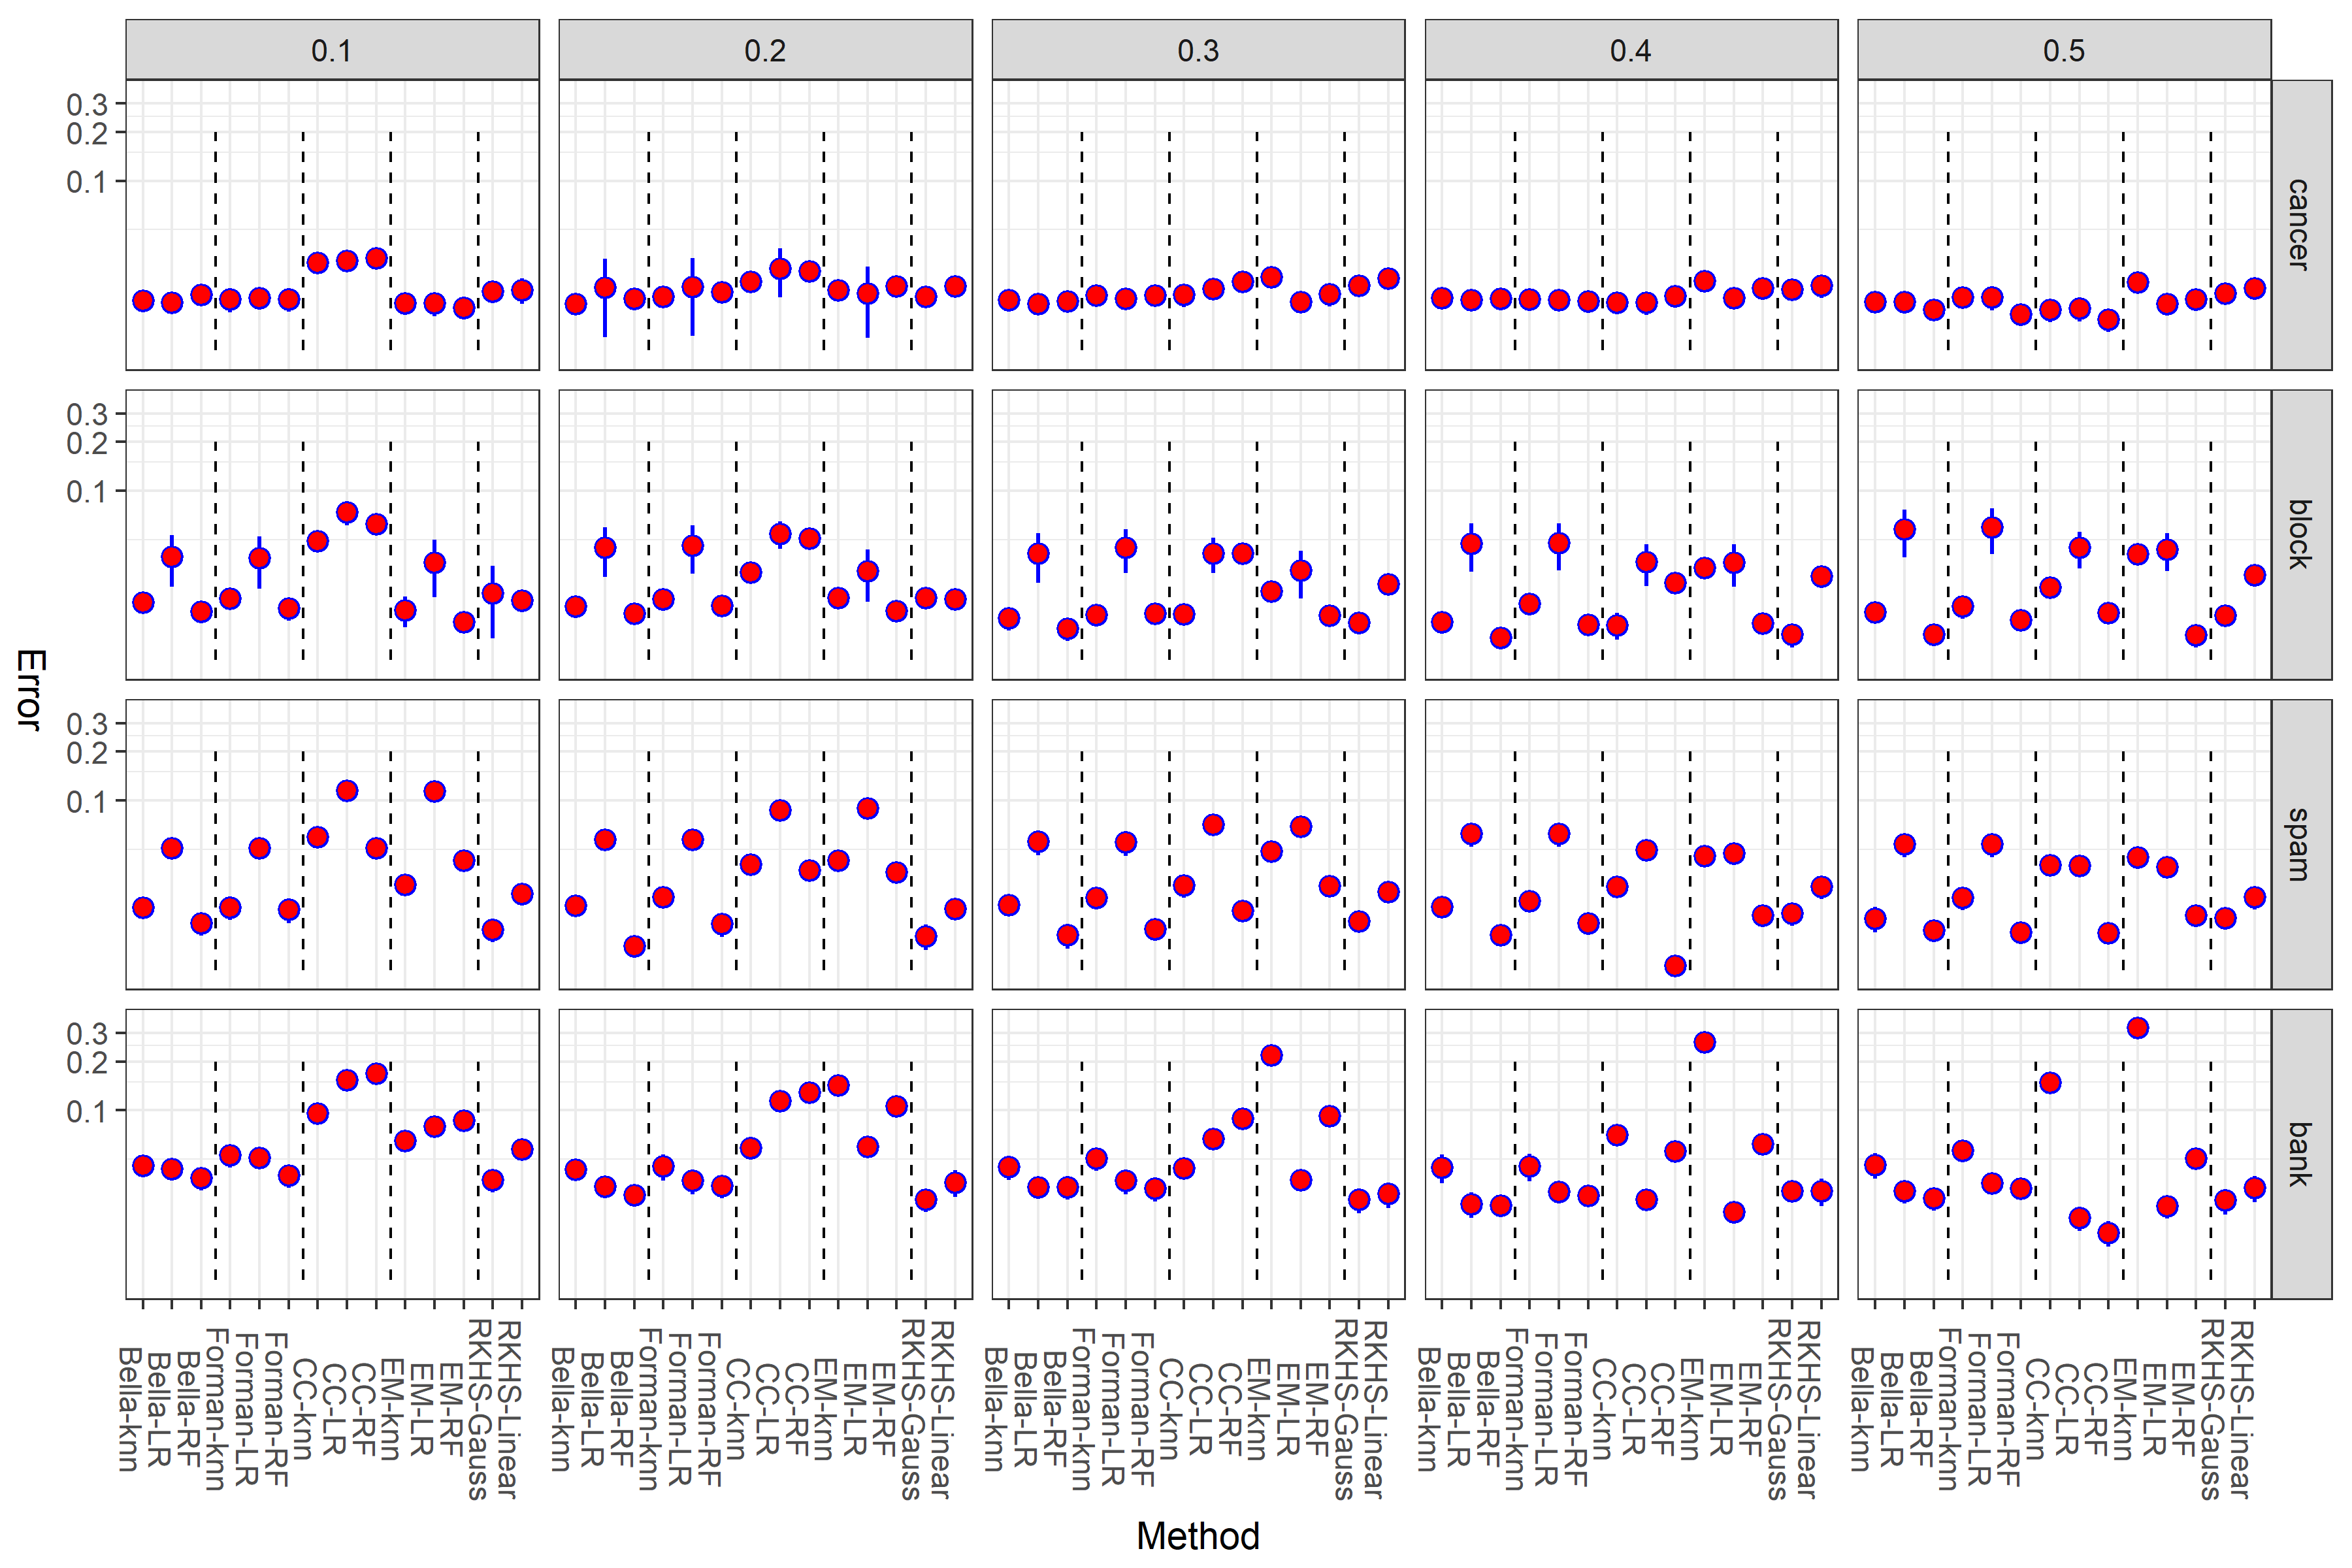 0.1 0.2 0.3 0.4 0.5
0.3
0.2
0.1
cancer
0.3
0.2
0.1
block
Error
0.3
0.2
0.1
spam
0.3
0.2
0.1
bank
Bella-knn Bella-LR Bella-RF Forman-knn Forman-LR Forman-RF CC-knn CC-LR CC-RF EM-knn EM-LR EM-RF RKHS-Gauss RKHS-Linear
Bella-knn Bella-LR Bella-RF Forman-knn Forman-LR Forman-RF CC-knn CC-LR CC-RF EM-knn EM-LR EM-RF RKHS-Gauss RKHS-Linear
Bella-knn Bella-LR Bella-RF Forman-knn Forman-LR Forman-RF CC-knn CC-LR CC-RF EM-knn EM-LR EM-RF RKHS-Gauss RKHS-Linear
Bella-knn Bella-LR Bella-RF Forman-knn Forman-LR Forman-RF CC-knn CC-LR CC-RF EM-knn EM-LR EM-RF RKHS-Gauss RKHS-Linear
Bella-knn Bella-LR Bella-RF Forman-knn Forman-LR Forman-RF CC-knn CC-LR CC-RF EM-knn EM-LR EM-RF RKHS-Gauss RKHS-Linear
Method